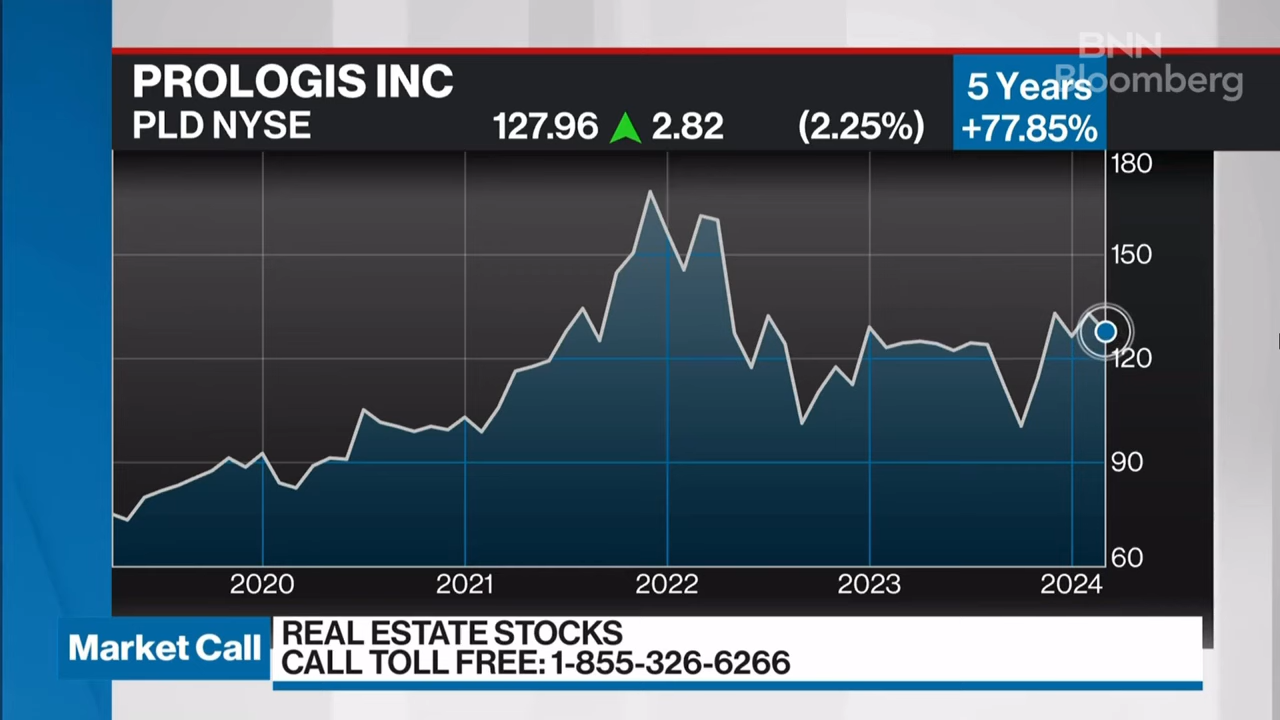 BNN
Bloomberg
PROLOGIS INC
PLD NYSE
127.96 ▲ 2.82 (2.25%)
5 Years
+77.85%
180
150
120
90
60
2020 2021 2022 2023 2024
Market Call
REAL ESTATE STOCKS
CALL TOLL FREE: 1-855-326-6266